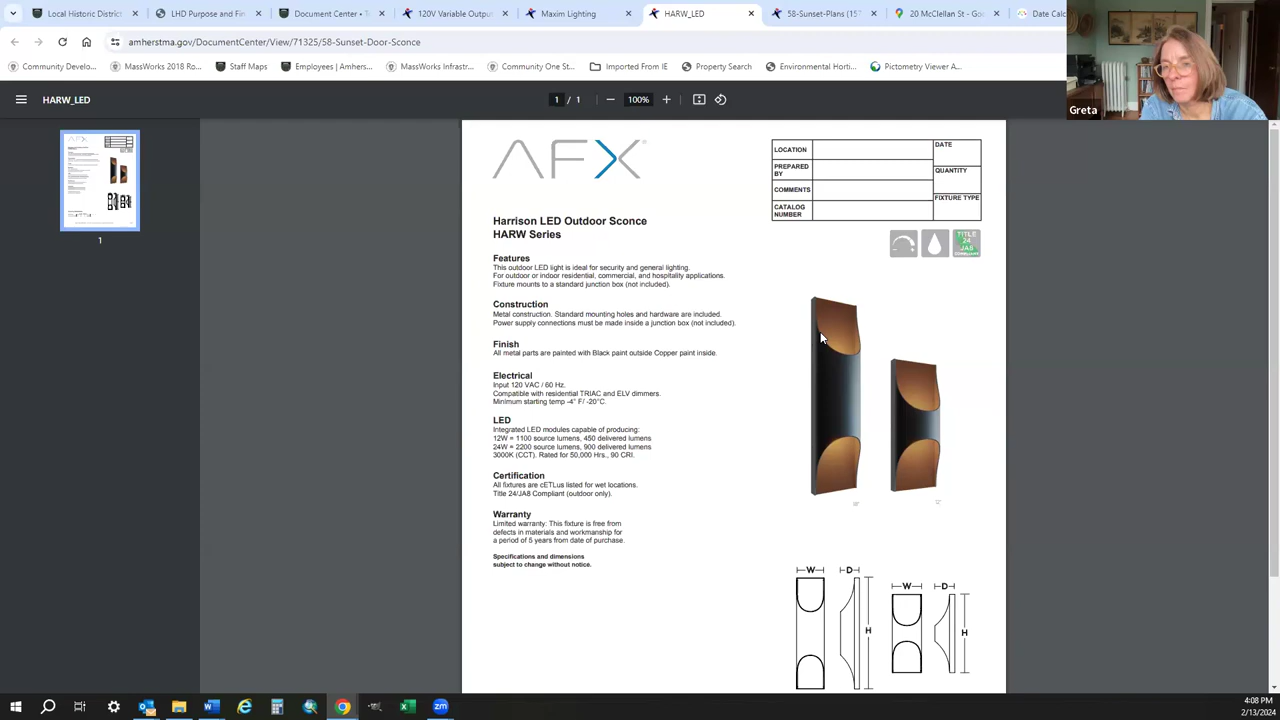 LHD Purpose and Fin
Local Historic District
Document Center
120V Variable Output
Maxim Lighting
HARW_LED
58-Sunset-Plans (15
20 McClellan St - Go
Date Calc
amherstma.gov/DocumentCenter/View/71325/58-Sunset-Door-Sconce
Community Develo...
MassWorks 2018 Ro...
Staff Maps
Employees | Amhers...
MassWorks Infrastr...
Community One St...
Imported From IE
Property Search
Environmental Horti...
Pictometry Viewer A...
HARW_LED
1 / 1
100%
Greta
1
AFX®
LOCATION
DATE
PREPARED BY
QUANTITY
COMMENTS
FIXTURE TYPE
CATALOG NUMBER
TITLE
24
JA8
COMPLIANT
Harrison LED Outdoor Sconce
HARW Series
Features
This outdoor LED light is ideal for security and general lighting.
For outdoor or indoor residential, commercial, and hospitality applications.
Fixture mounts to a standard junction box (not included).
Construction
Metal construction. Standard mounting holes and hardware are included.
Power supply connections must be made inside a junction box (not included).
Finish
All metal parts are painted with Black paint outside Copper paint inside.
Electrical
Input 120 VAC / 60 Hz.
Compatible with residential TRIAC and ELV dimmers.
Minimum starting temp -4° F/ -20°C.
LED
Integrated LED modules capable of producing:
12W = 1100 source lumens, 450 delivered lumens
24W = 2200 source lumens, 900 delivered lumens
3000K (CCT). Rated for 50,000 Hrs., 90 CRI.
Certification
All fixtures are cETLus listed for wet locations.
Title 24/JA8 Compliant (outdoor only).
Warranty
Limited warranty: This fixture is free from
defects in materials and workmanship for
a period of 5 years from date of purchase.
Specifications and dimensions
subject to change without notice.
W D W D
H H
4:08 PM
2/13/2024